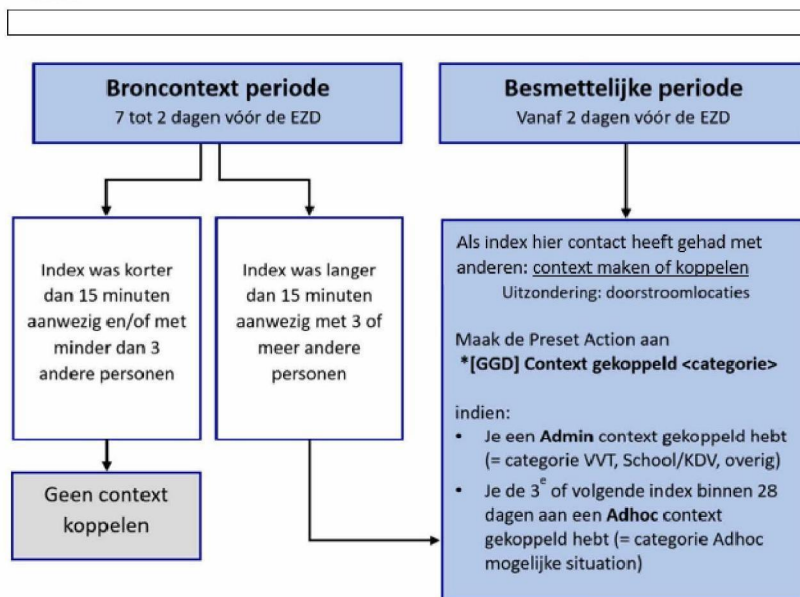 Broncontext periode
7 tot 2 dagen vóór de EZD
Index was korter
dan 15 minuten
aanwezig en/of met
minder dan 3
andere personen
Geen context
koppelen
Index was langer
dan 15 minuten
aanwezig met 3 of
meer andere
personen
Besmettelijke periode
Vanaf 2 dagen vóór de EZD
Als index hier contact heeft gehad met
anderen: context maken of koppelen
Uitzondering: doorstroomlocaties
Maak de Preset Action aan
*[GGD] Context gekoppeld <categorie>
indien:
• Je een Admin context gekoppeld hebt
(= categorie VVT, School/KDV, overig)
• Je de 3e of volgende index binnen 28
dagen aan een Adhoc context
gekoppeld hebt (= categorie Adhoc
mogelijke situation)